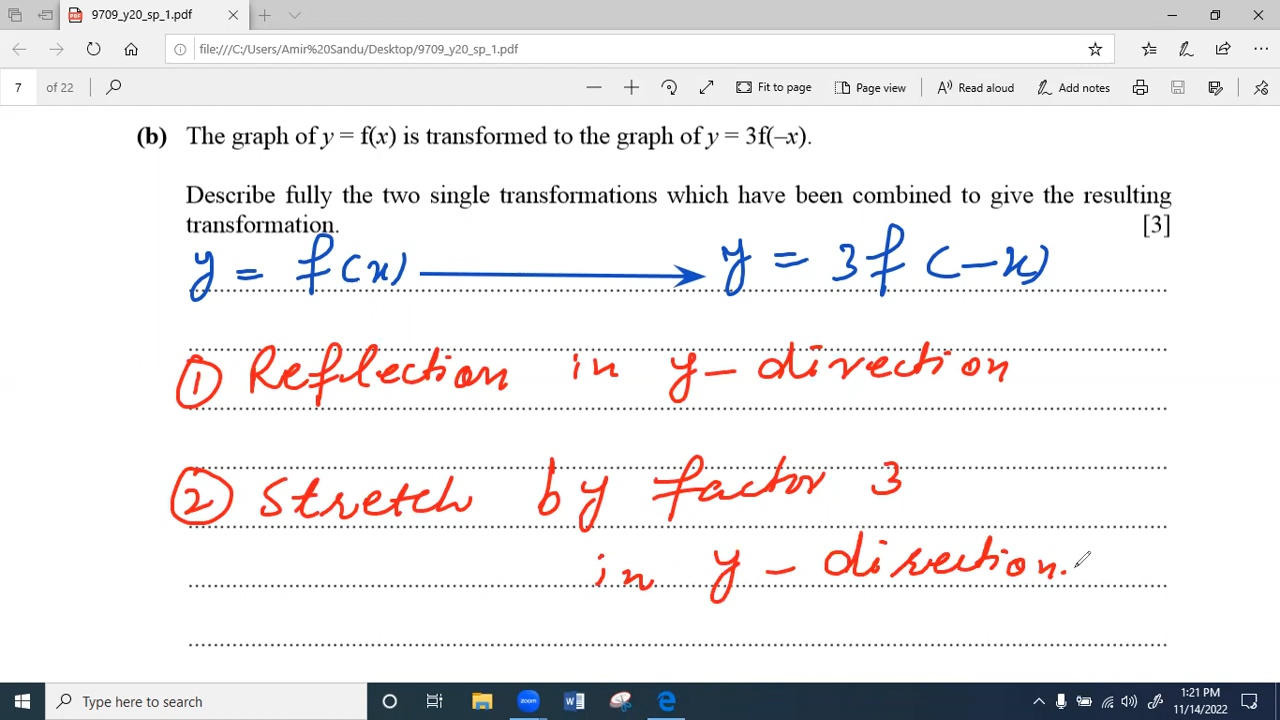 9709_y20_sp_1.pdf
file:///C:/Users/Amir%20Sandu/Desktop/9709_y20_sp_1.pdf
7 of 22
Fit to page
Page view
Read aloud
Add notes
(b) The graph of y = f(x) is transformed to the graph of y = 3f(–x).
Describe fully the two single transformations which have been combined to give the resulting
transformation. [3]
y = f(x) → y = 3f(-x)
① Reflection in y - direction
② Stretch by factor 3
in y - direction.
Type here to search
zoom
1:21 PM
11/14/2022